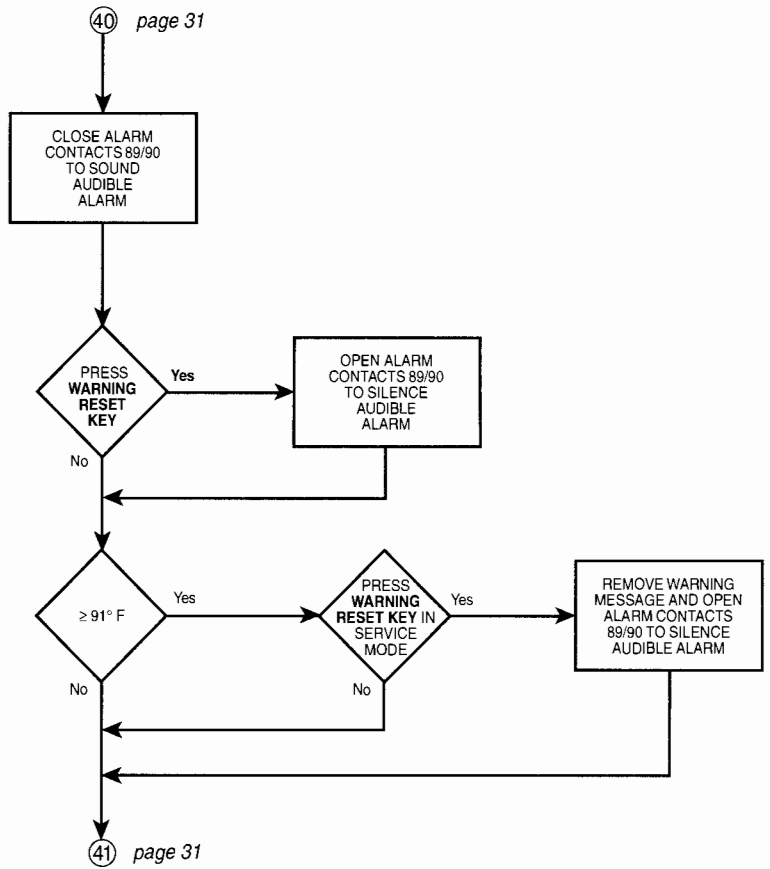 40 page 31
CLOSE ALARM
CONTACTS 89/90
TO SOUND
AUDIBLE
ALARM
PRESS
WARNING
RESET
KEY
Yes
No
OPEN ALARM
CONTACTS 89/90
TO SILENCE
AUDIBLE
ALARM
≥ 91° F
Yes
No
PRESS
WARNING
RESET KEY IN
SERVICE
MODE
Yes
No
REMOVE WARNING
MESSAGE AND OPEN
ALARM CONTACTS
89/90 TO SILENCE
AUDIBLE ALARM
41 page 31